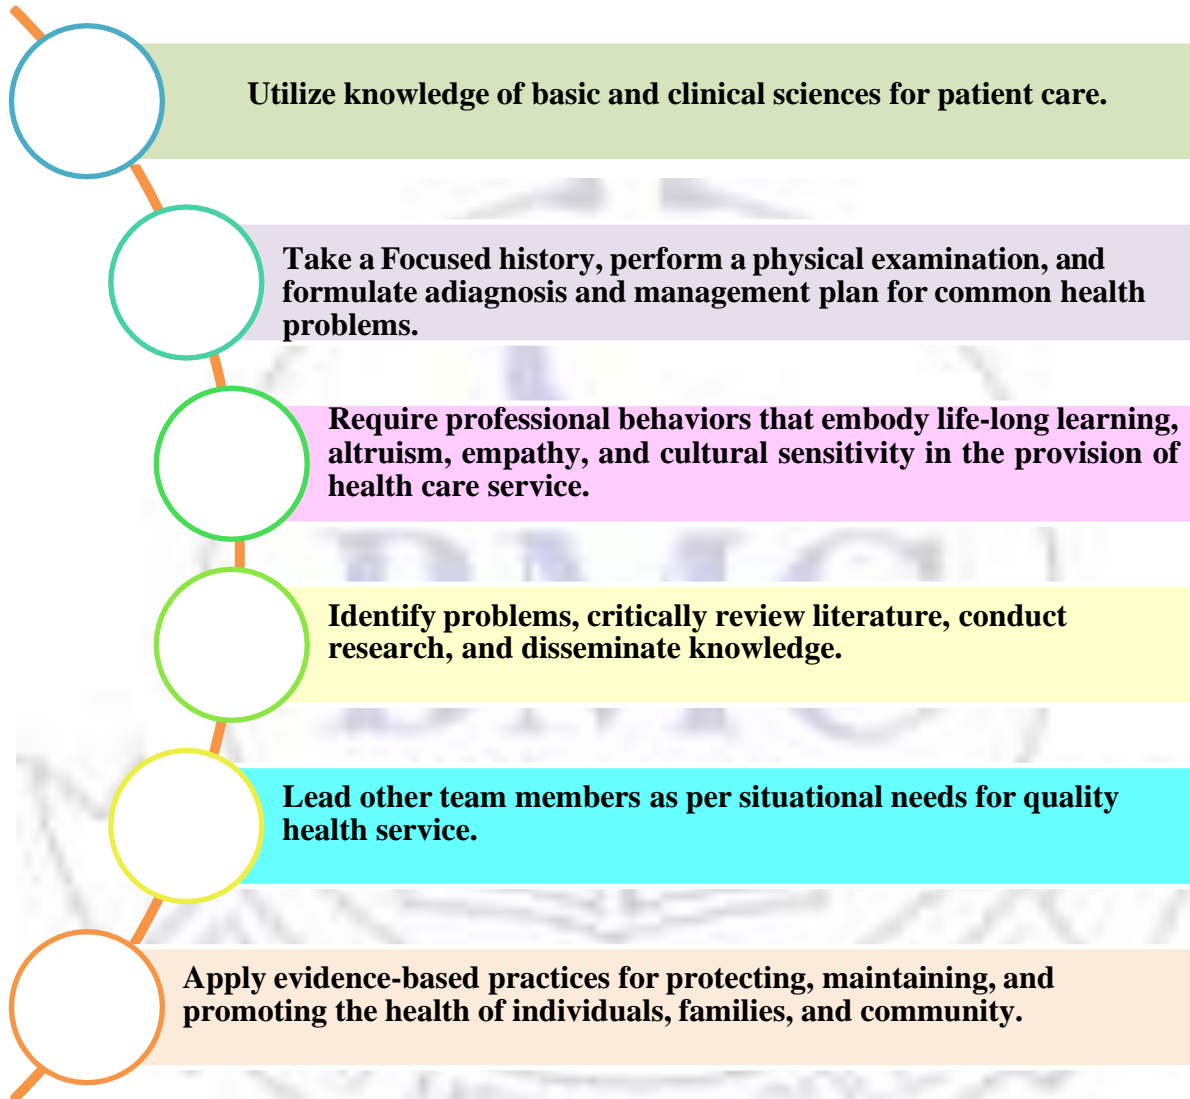 Utilize knowledge of basic and clinical sciences for patient care.
Take a Focused history, perform a physical examination, and
formulate adiagnosis and management plan for common health
problems.
Require professional behaviors that embody life-long learning,
altruism, empathy, and cultural sensitivity in the provision of
health care service.
Identify problems, critically review literature, conduct
research, and disseminate knowledge.
Lead other team members as per situational needs for quality
health service.
Apply evidence-based practices for protecting, maintaining, and
promoting the health of individuals, families, and community.